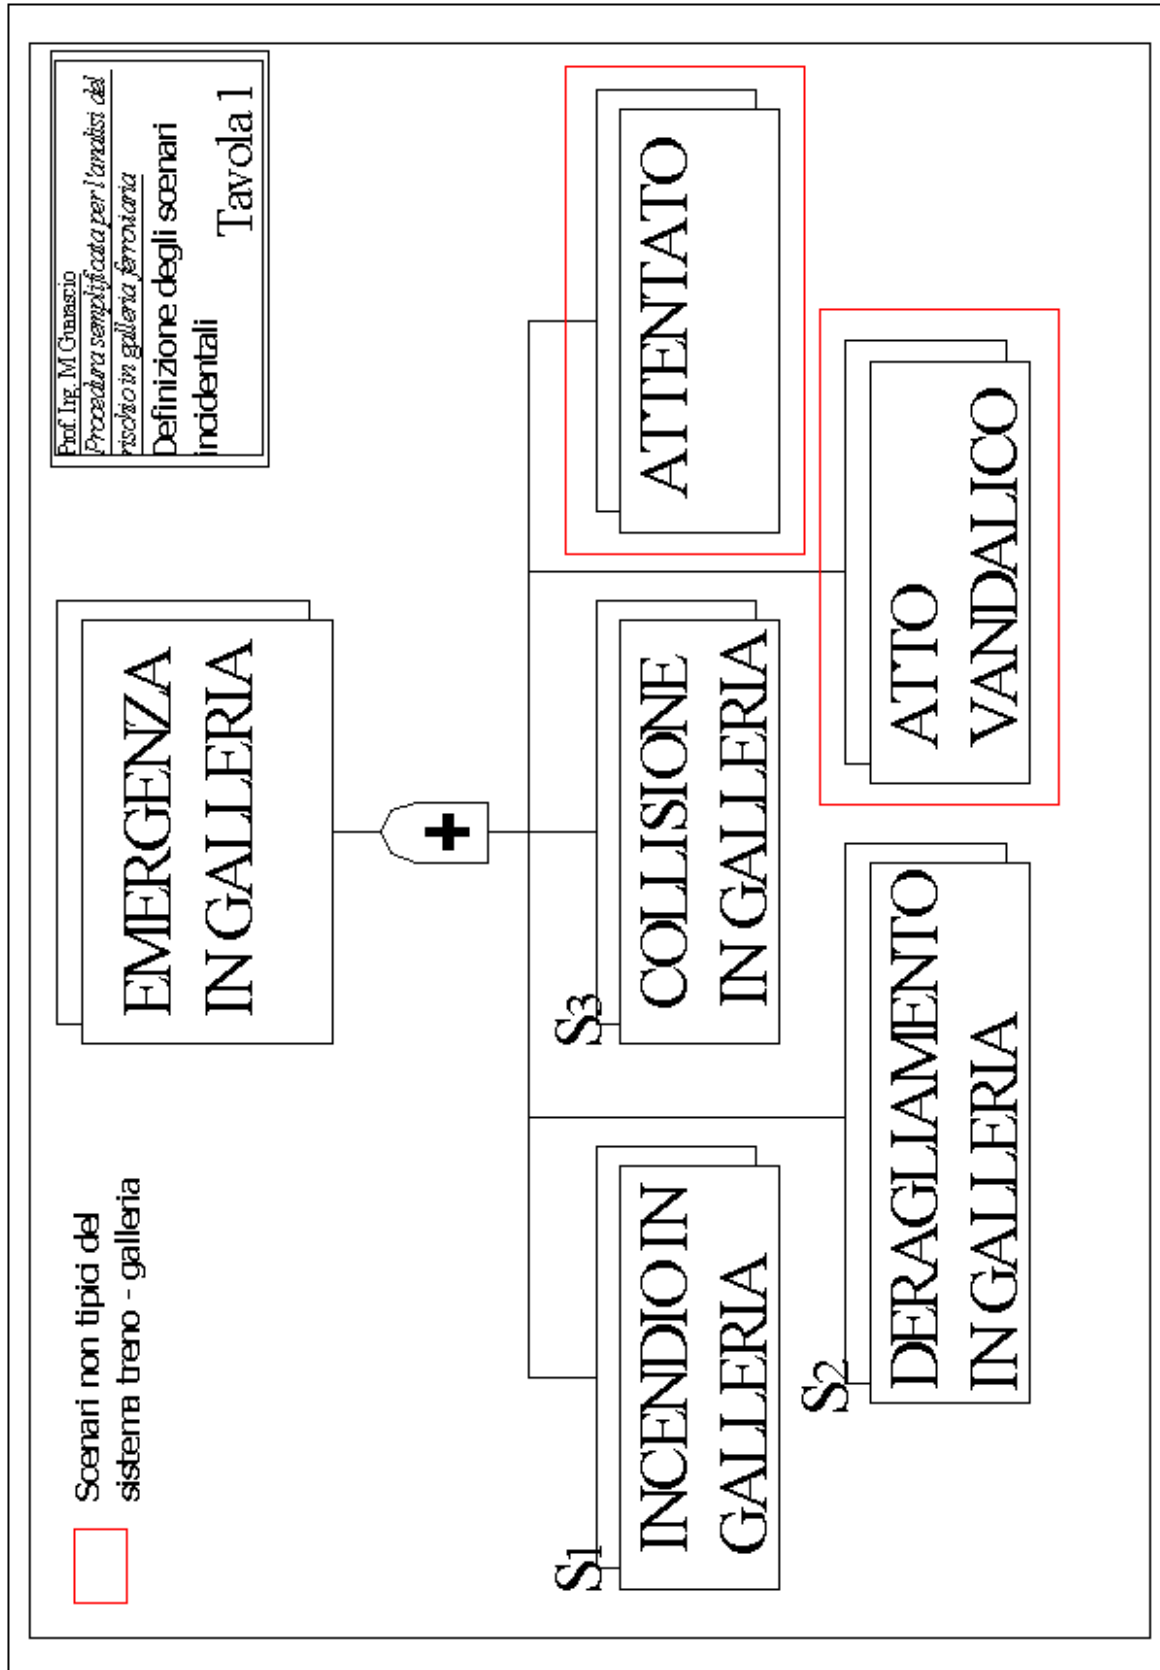 Scenari non tipici del
sistema treno - galleria
EMERGENZA
IN GALLERIA
Prof. Irg. M Guarascio
Procedura semplificata per l'analisi del
rischio in galleria ferroviaria
Definizione degli scenari
incidentali
Tavola 1
+
S1
INCENDIO IN
GALLERIA
S3
COLLISIONE
IN GALLERIA
ATTENTATO
S2
DERAGLIAMENTO
IN GALLERIA
ATTO
VANDALICO